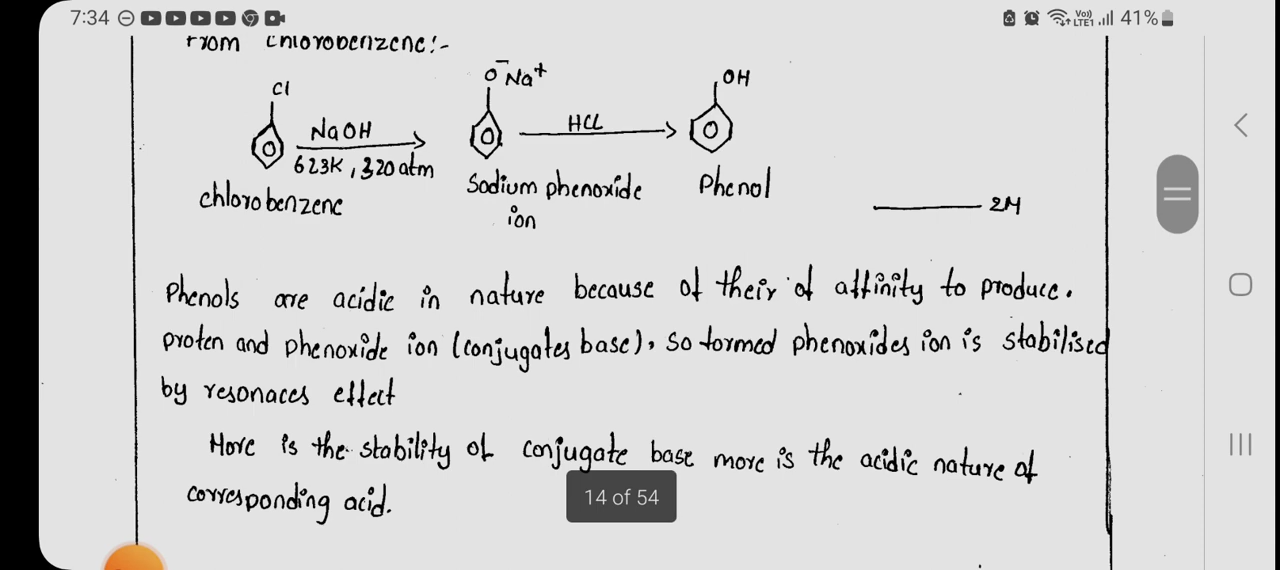 7:34
Vo))
LTE1
41%
From Chlorobenzene:-
Cl
NaOH
623K, 320 atm
chlorobenzene
O⁻Na⁺
Sodium phenoxide
ion
HCL
OH
Phenol
2M
Phenols are acidic in nature because of their of affinity to produce.
proten and phenoxide ion (conjugates base), so formed phenoxides ion is stabilised
by resonaces effect
More is the stability of conjugate base more is the acidic nature of
corresponding acid.
14 of 54